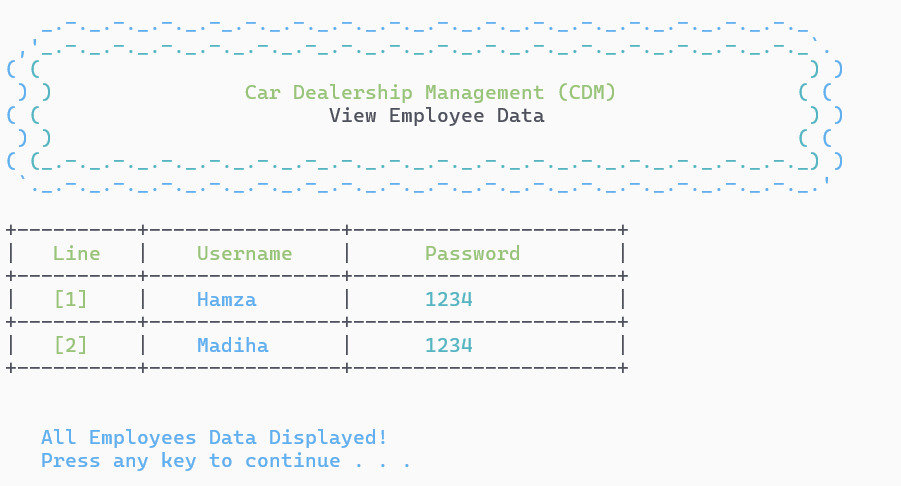 Car Dealership Management (CDM)
View Employee Data
Line Username Password
[1] Hamza 1234
[2] Madiha 1234
All Employees Data Displayed!
Press any key to continue . . .